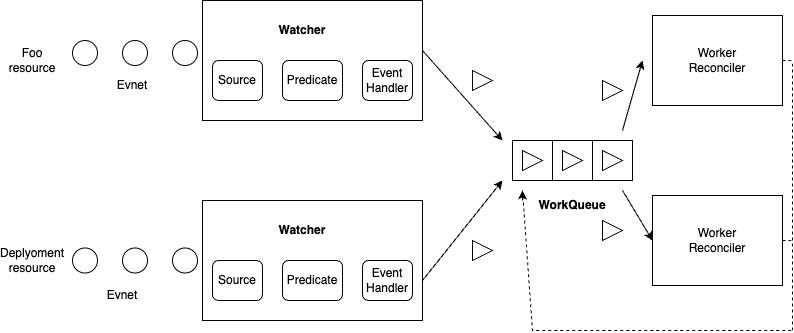 Foo
resource
Evnet
Watcher
Source
Predicate
Event
Handler
Worker
Reconciler
WorkQueue
Deplyoment
resource
Evnet
Watcher
Source
Predicate
Event
Handler
Worker
Reconciler